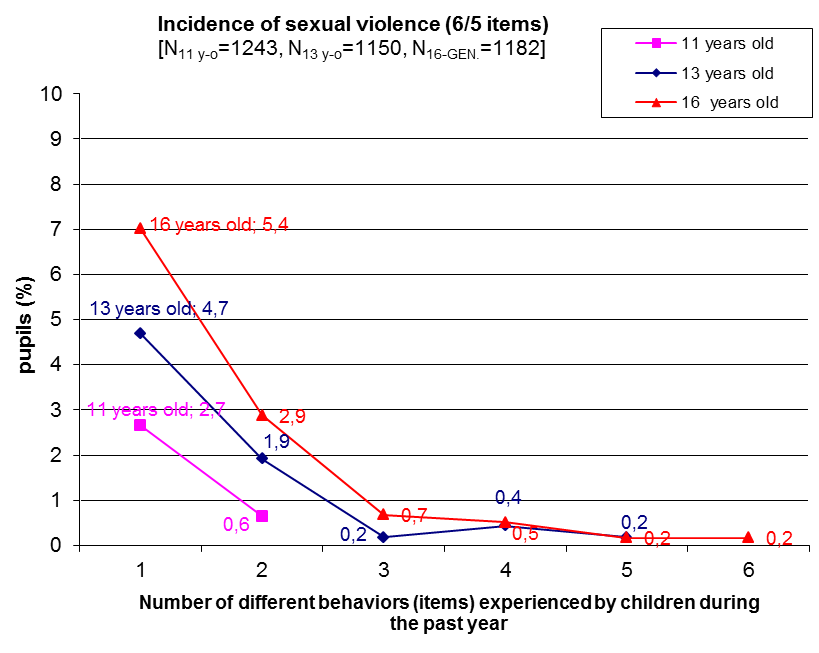 Incidence of sexual violence (6/5 items)
[N11 y-o=1243, N13 y-o=1150, N16-GEN.=1182]
11 years old
13 years old
16 years old
10
9
8
7
6
5
4
3
2
1
0
pupils (%)
16 years old; 5,4
13 years old; 4,7
11 years old; 2,7
2,9
1,9
0,6
0,7
0,2
0,4
0,5
0,2
0,2
0,2
1
2
3
4
5
6
Number of different behaviors (items) experienced by children during
the past year